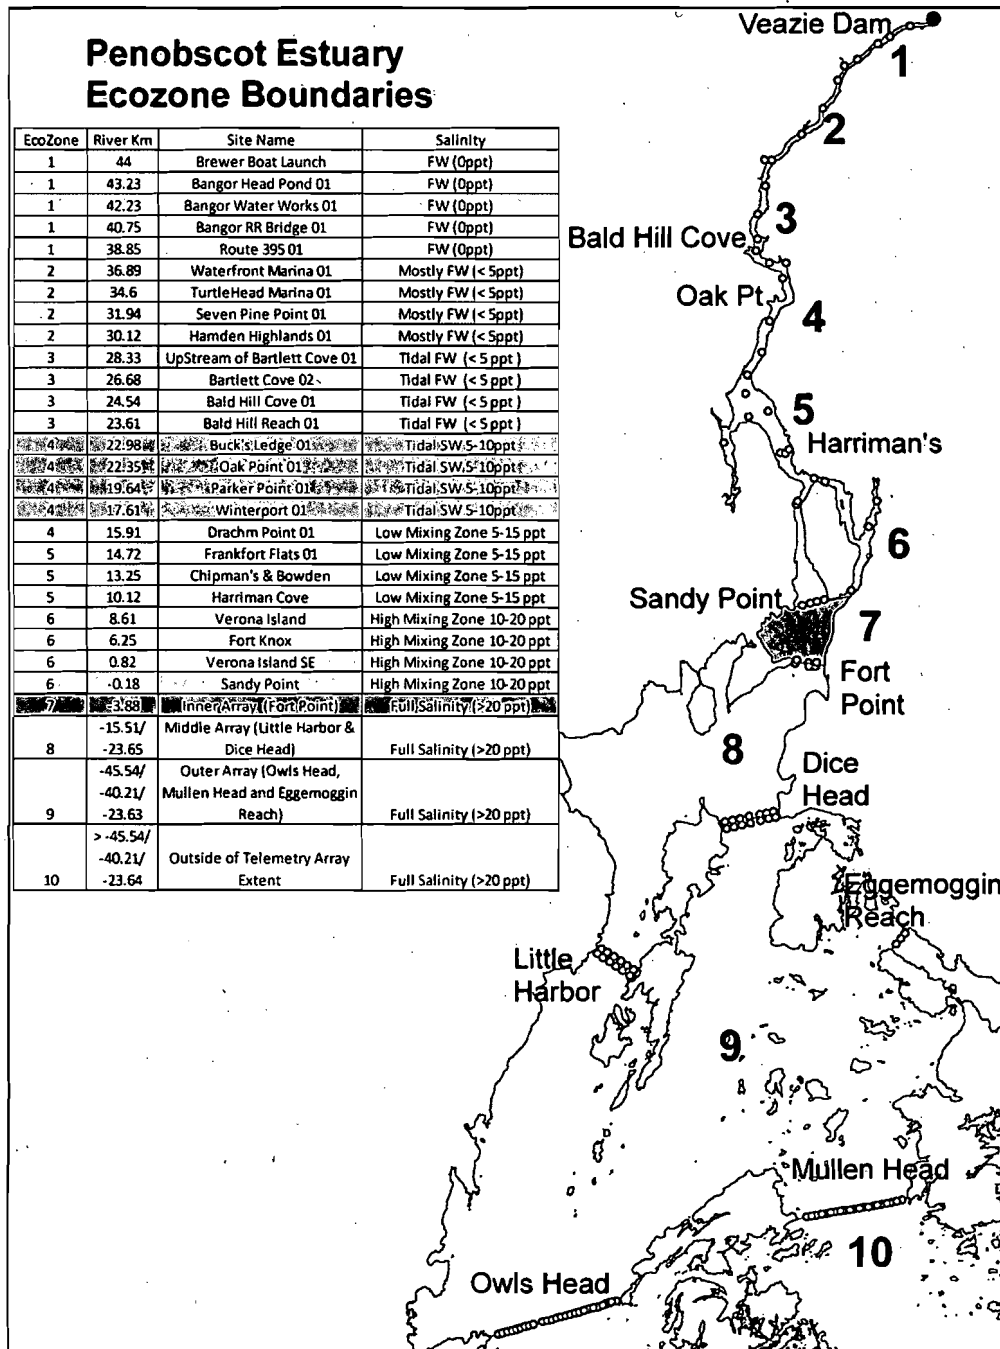 Penobscot Estuary
Ecozone Boundaries
EcoZone River Km Site Name Salinity
1 44 Brewer Boat Launch FW (0ppt)
1 43.23 Bangor Head Pond 01 FW (0ppt)
1 42.23 Bangor Water Works 01 FW (0ppt)
1 40.75 Bangor RR Bridge 01 FW (0ppt)
1 38.85 Route 395 01 FW (0ppt)
2 36.89 Waterfront Marina 01 Mostly FW (< 5ppt)
2 34.6 TurtleHead Marina 01 Mostly FW (< 5ppt)
2 31.94 Seven Pine Point 01 Mostly FW (< 5ppt)
2 30.12 Hamden Highlands 01 Mostly FW (< 5ppt)
3 28.33 UpStream of Bartlett Cove 01 Tidal FW (< 5 ppt )
3 26.68 Bartlett Cove 02 Tidal FW (< 5 ppt )
3 24.54 Bald Hill Cove 01 Tidal FW (< 5 ppt )
3 23.61 Bald Hill Reach 01 Tidal FW (< 5 ppt )
4 22.98 Buck's Ledge 01 Tidal SW 5-10ppt
4 22.35 Oak Point 01 Tidal SW 5-10ppt
4 19.64 Parker Point 01 Tidal SW 5-10ppt
4 17.61 Winterport 01 Tidal SW 5-10ppt
4 15.91 Drachm Point 01 Low Mixing Zone 5-15 ppt
5 14.72 Frankfort Flats 01 Low Mixing Zone 5-15 ppt
5 13.25 Chipman's & Bowden Low Mixing Zone 5-15 ppt
5 10.12 Harriman Cove Low Mixing Zone 5-15 ppt
6 8.61 Verona Island High Mixing Zone 10-20 ppt
6 6.25 Fort Knox High Mixing Zone 10-20 ppt
6 0.82 Verona Island SE High Mixing Zone 10-20 ppt
6 -0.18 Sandy Point High Mixing Zone 10-20 ppt
7 -3.88 Inner Array (Fort Point) Full Salinity (>20 ppt)
-15.51/ Middle Array (Little Harbor &
8 -23.65 Dice Head) Full Salinity (>20 ppt)
-45.54/ Outer Array (Owls Head,
-40.21/ Mullen Head and Eggemoggin
9 -23.63 Reach) Full Salinity (>20 ppt)
> -45.54/
-40.21/ Outside of Telemetry Array
10 -23.64 Extent Full Salinity (>20 ppt)
Veazie Dam
1
2
3
Bald Hill Cove
Oak Pt.
4
5
Harriman's
6
Sandy Point
7
Fort
Point
8
Dice
Head
Eggemoggin
Reach
Little
Harbor
9
Mullen Head
10
Owls Head